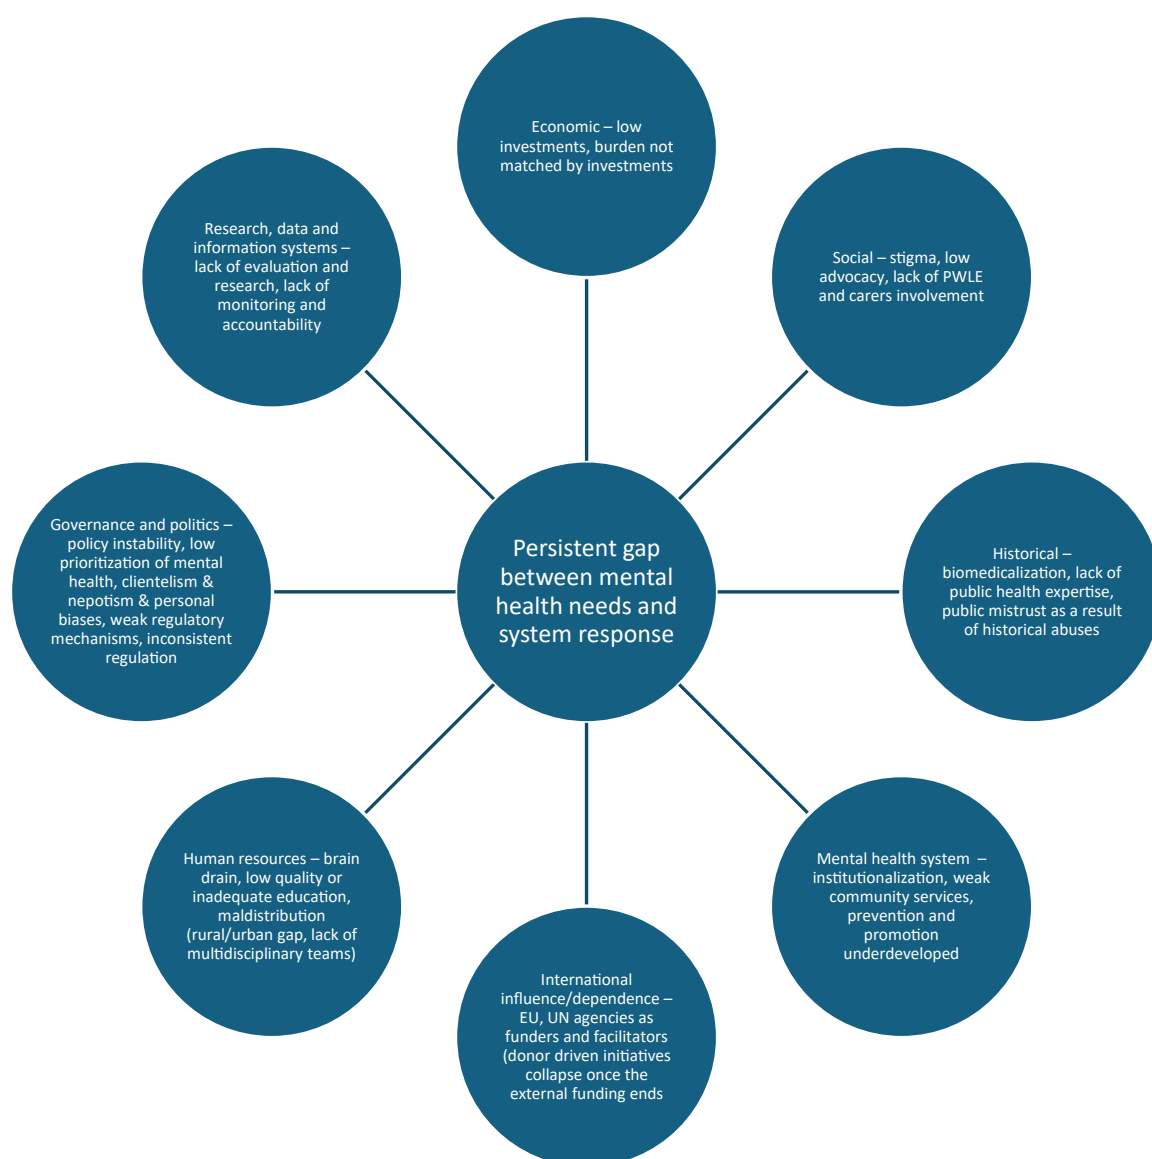 Economic – low
investments, burden not
matched by investments
Social – stigma, low
advocacy, lack of PWLE
and carers involvement
Historical –
biomedicalization, lack of
public health expertise,
public mistrust as a result
of historical abuses
Mental health system –
institutionalization, weak
community services,
prevention and
promotion
underdeveloped
International
influence/dependence –
EU, UN agencies as
funders and facilitators
(donor driven initiatives
collapse once the
external funding ends
Human resources – brain
drain, low quality or
inadequate education,
maldistribution
(rural/urban gap, lack of
multidisciplinary teams)
Governance and politics –
policy instability, low
prioritization of mental
health, clientelism &
nepotism & personal
biases, weak regulatory
mechanisms, inconsistent
regulation
Research, data and
information systems –
lack of evaluation and
research, lack of
monitoring and
accountability
Persistent gap
between mental
health needs and
system response